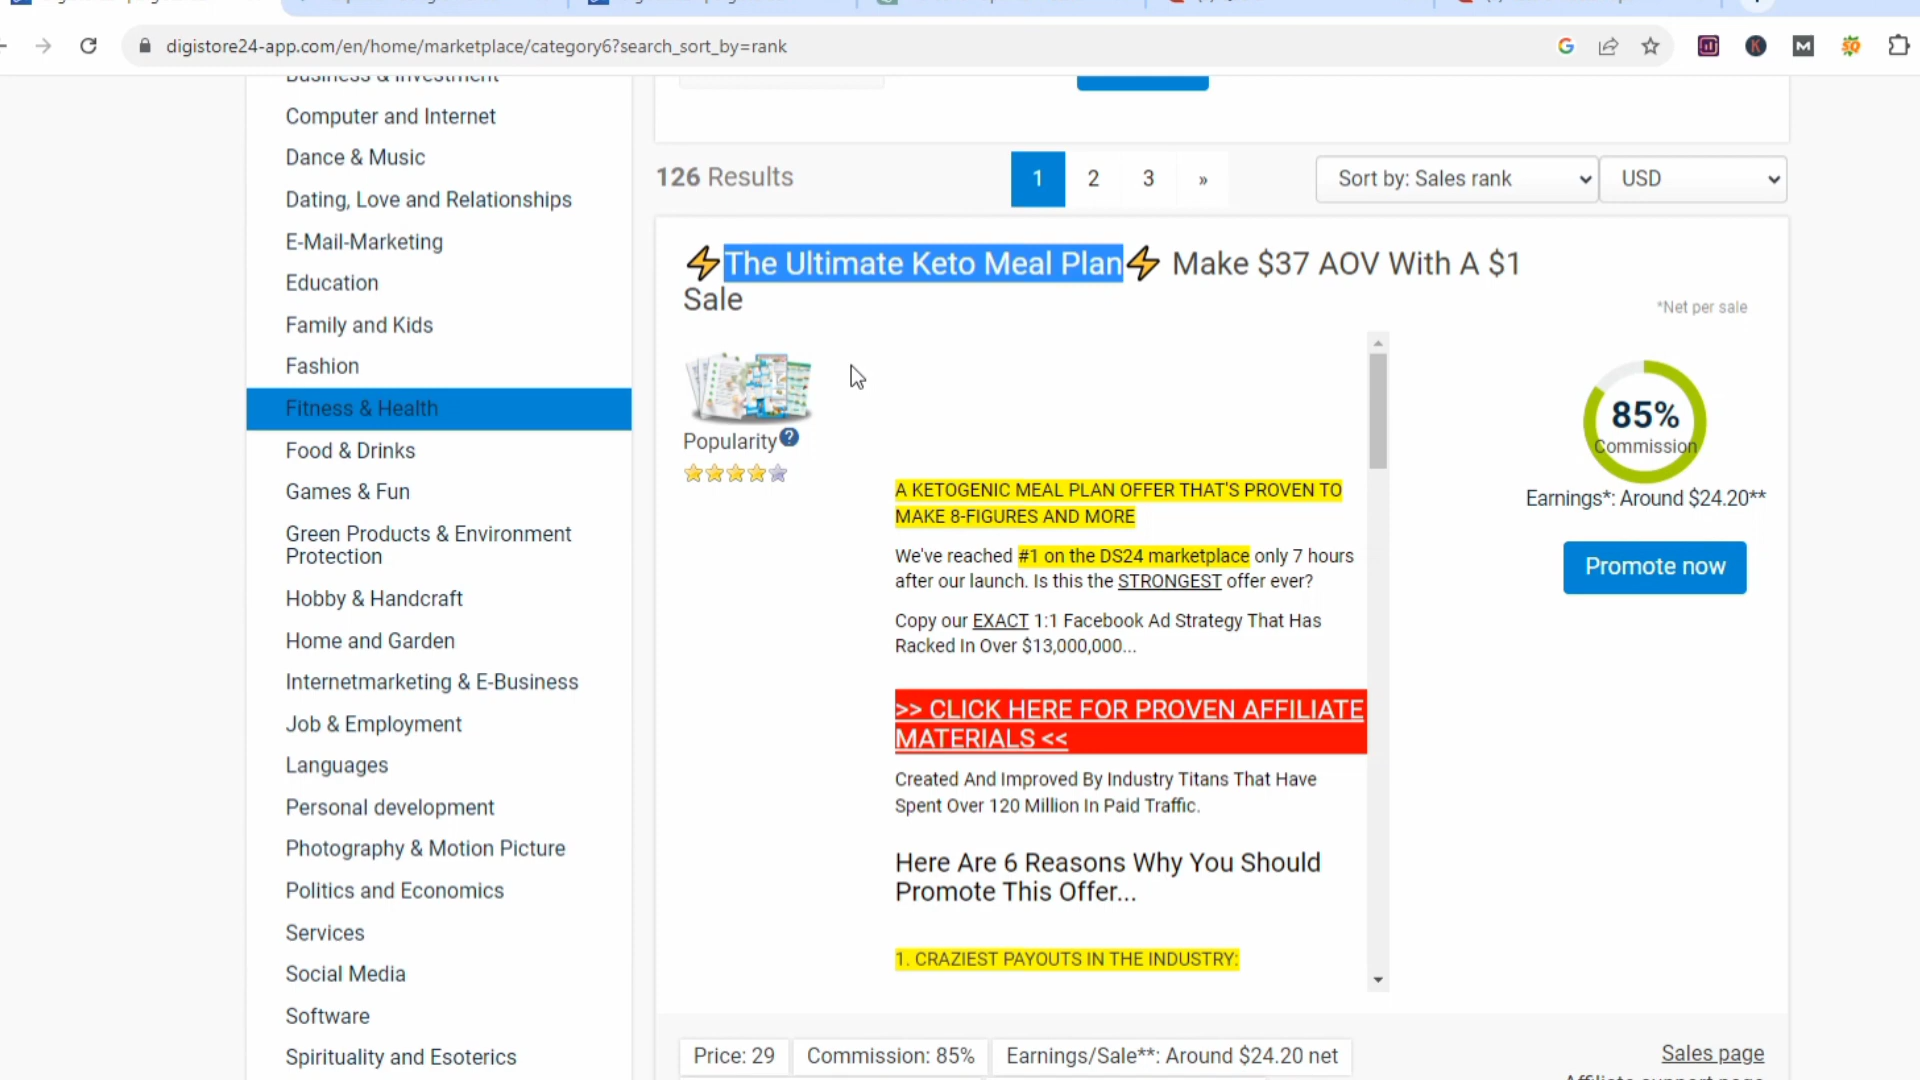 digistore24-app.com/en/home/marketplace/category6?search_sort_by=rank
Business & Investment
Computer and Internet
Dance & Music
Dating, Love and Relationships
E-Mail-Marketing
Education
Family and Kids
Fashion
Fitness & Health
Food & Drinks
Games & Fun
Green Products & Environment
Protection
Hobby & Handcraft
Home and Garden
Internetmarketing & E-Business
Job & Employment
Languages
Personal development
Photography & Motion Picture
Politics and Economics
Services
Social Media
Software
Spirituality and Esoterics
126 Results
1 2 3 »
Sort by: Sales rank
USD
⚡The Ultimate Keto Meal Plan⚡ Make $37 AOV With A $1
Sale
*Net per sale
Popularity ?
A KETOGENIC MEAL PLAN OFFER THAT'S PROVEN TO
MAKE 8-FIGURES AND MORE
We've reached #1 on the DS24 marketplace only 7 hours
after our launch. Is this the STRONGEST offer ever?
Copy our EXACT 1:1 Facebook Ad Strategy That Has
Racked In Over $13,000,000...
>> CLICK HERE FOR PROVEN AFFILIATE
MATERIALS <<
Created And Improved By Industry Titans That Have
Spent Over 120 Million In Paid Traffic.
Here Are 6 Reasons Why You Should
Promote This Offer...
1. CRAZIEST PAYOUTS IN THE INDUSTRY:
85%
Commission
Earnings*: Around $24.20**
Promote now
Price: 29
Commission: 85%
Earnings/Sale**: Around $24.20 net
Sales page
Affiliate support page